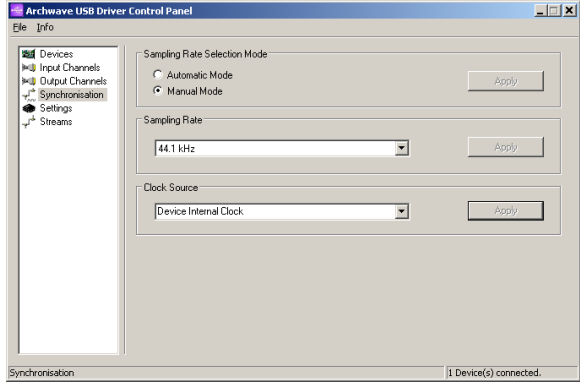 Archwave USB Driver Control Panel
File Info
Devices
Input Channels
Output Channels
Synchronisation
Settings
Streams
Sampling Rate Selection Mode
Automatic Mode
Manual Mode
Apply
Sampling Rate
44.1 kHz
Apply
Clock Source
Device Internal Clock
Apply
Synchronisation
1 Device(s) connected.